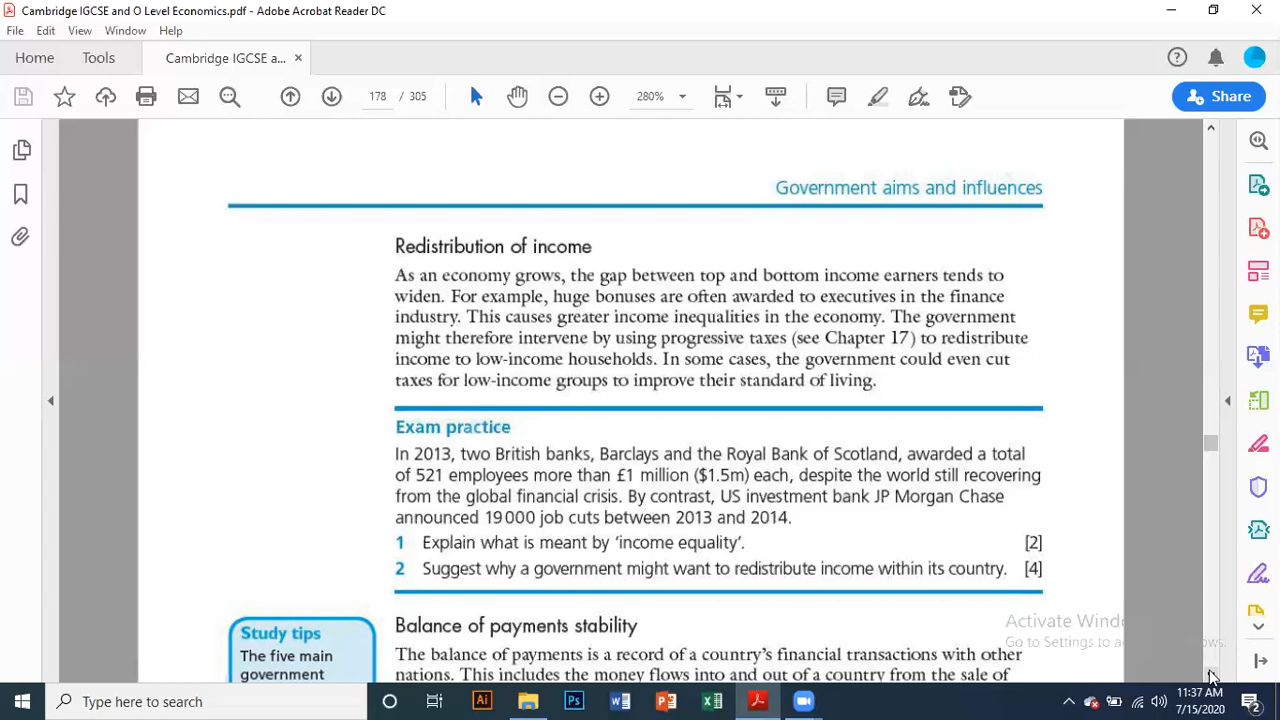 Cambridge IGCSE and O Level Economics.pdf - Adobe Acrobat Reader DC
File Edit View Window Help
Home Tools Cambridge IGCSE and O Level a... ×
178 / 305 280% Share
Government aims and influences
Redistribution of income
As an economy grows, the gap between top and bottom income earners tends to
widen. For example, huge bonuses are often awarded to executives in the finance
industry. This causes greater income inequalities in the economy. The government
might therefore intervene by using progressive taxes (see Chapter 17) to redistribute
income to low-income households. In some cases, the government could even cut
taxes for low-income groups to improve their standard of living.
Exam practice
In 2013, two British banks, Barclays and the Royal Bank of Scotland, awarded a total
of 521 employees more than £1 million ($1.5m) each, despite the world still recovering
from the global financial crisis. By contrast, US investment bank JP Morgan Chase
announced 19 000 job cuts between 2013 and 2014.
1 Explain what is meant by ‘income equality’. [2]
2 Suggest why a government might want to redistribute income within its country. [4]
Study tips
The five main
government
Balance of payments stability
The balance of payments is a record of a country’s financial transactions with other
nations. This includes the money flows into and out of a country from the sale of
Activate Windo
Go to Settings to a
ows.
Type here to search
Ai Ps
11:37 AM
7/15/2020
2